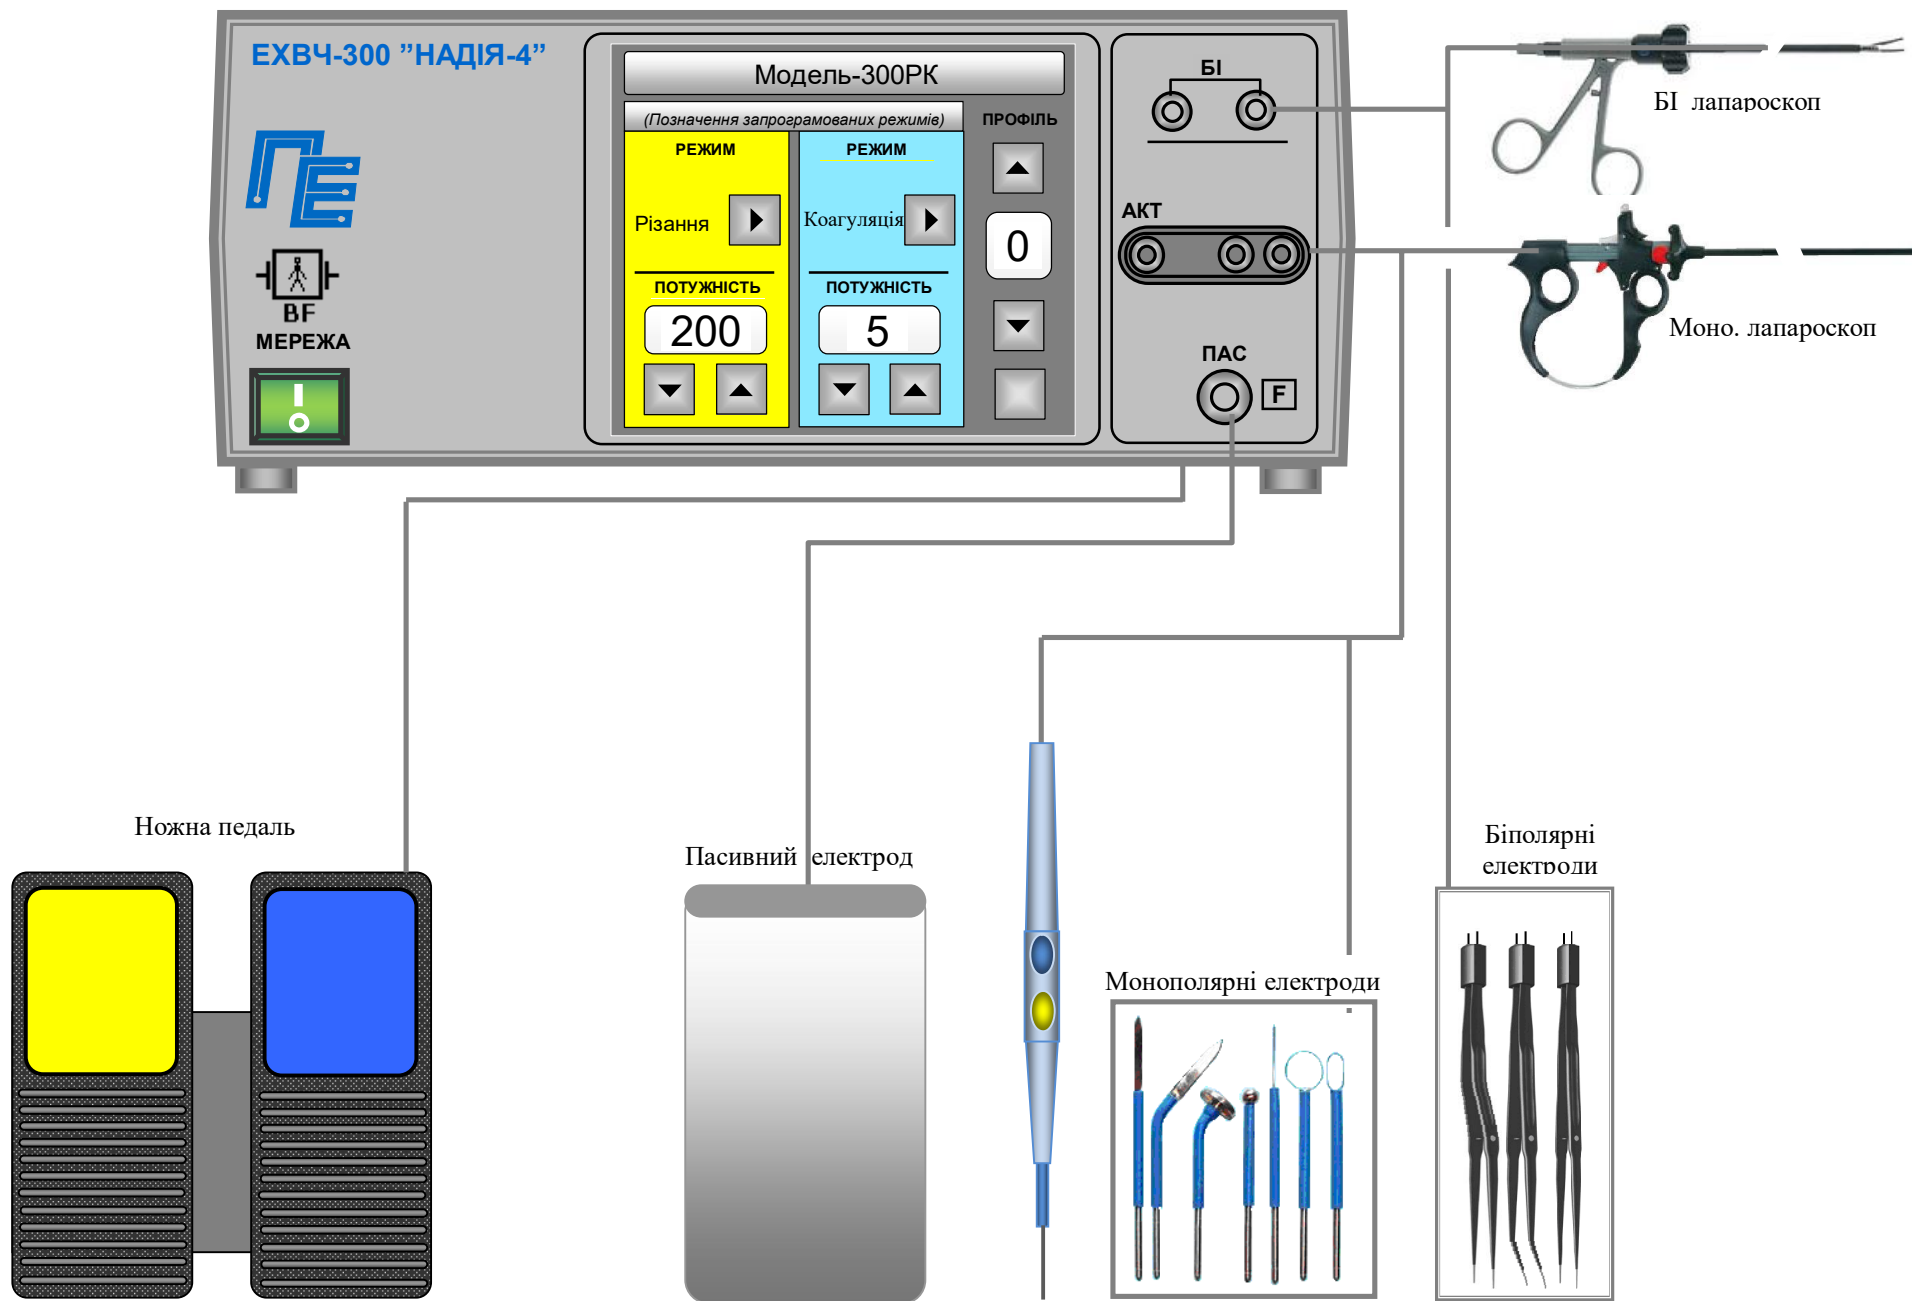 ЕХВЧ-300 ”НАДІЯ-4”
Модель-300РК
(Позначення запрограмованих режимів)
ПРОФІЛЬ
РЕЖИМ
РЕЖИМ
Різання
Коагуляція
0
ПОТУЖНІСТЬ
ПОТУЖНІСТЬ
200
5
BF
МЕРЕЖА
БІ
АКТ
ПАС
F
БІ лапароскоп
Моно. лапароскоп
Ножна педаль
Пасивний електрод
Монополярні електроди
Біполярні
електроди